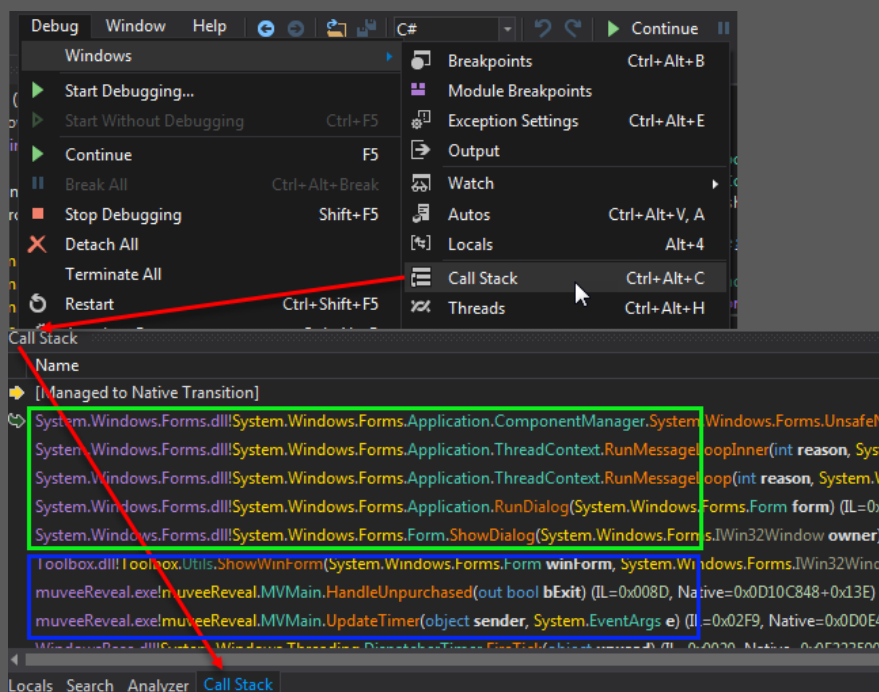 Debug Window Help C# Continue
Windows
Start Debugging...
Start Without Debugging Ctrl+F5
Continue F5
Break All Ctrl+Alt+Break
Stop Debugging Shift+F5
Detach All
Terminate All
Restart Ctrl+Shift+F5
Breakpoints Ctrl+Alt+B
Module Breakpoints
Exception Settings Ctrl+Alt+E
Output
Watch
Autos Ctrl+Alt+V, A
Locals Alt+4
Call Stack Ctrl+Alt+C
Threads Ctrl+Alt+H
Call Stack
Name
[Managed to Native Transition]
System.Windows.Forms.dll!System.Windows.Forms.Application.ComponentManager.System.Windows.Forms.UnsafeN
System.Windows.Forms.dll!System.Windows.Forms.Application.ThreadContext.RunMessageLoopInner(int reason, Sys
System.Windows.Forms.dll!System.Windows.Forms.Application.ThreadContext.RunMessageLoop(int reason, System.W
System.Windows.Forms.dll!System.Windows.Forms.Application.RunDialog(System.Windows.Forms.Form form) (IL=0x
System.Windows.Forms.dll!System.Windows.Forms.Form.ShowDialog(System.Windows.Forms.IWin32Window owner)
Toolbox.dll!Toolbox.Utils.ShowWinForm(System.Windows.Forms.Form winForm, System.Windows.Forms.IWin32Wind
muveeReveal.exe!muveeReveal.MVMain.HandleUnpurchased(out bool bExit) (IL=0x008D, Native=0x0D10C848+0x13E)
muveeReveal.exe!muveeReveal.MVMain.UpdateTimer(object sender, System.EventArgs e) (IL=0x02F9, Native=0x0D0E4
Locals Search Analyzer Call Stack